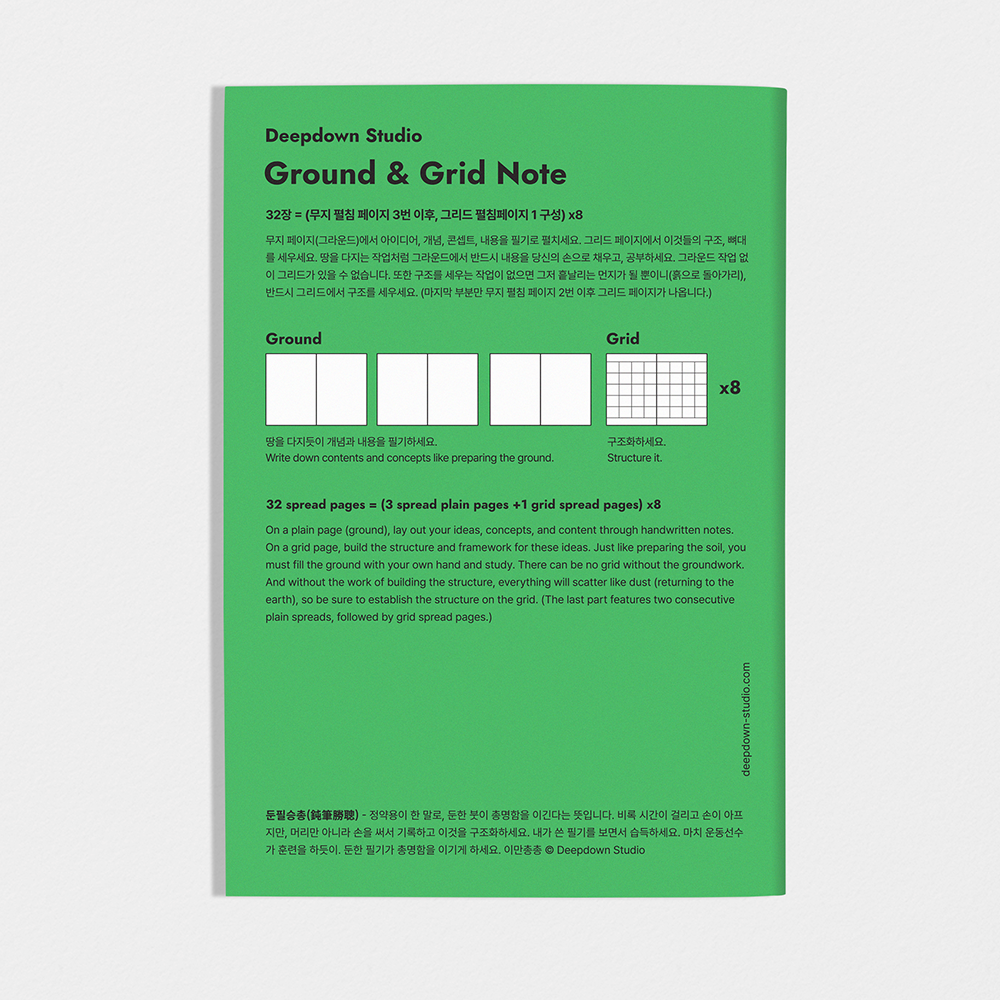 Deepdown Studio
Ground & Grid Note
32장 = (무지 펼침 페이지 3번 이후, 그리드 펼침페이지 1 구성) x8
무지 페이지(그라운드)에서 아이디어, 개념, 콘셉트, 내용을 필기로 펼치세요. 그리드 페이지에서 이것들의 구조, 뼈대
를 세우세요. 땅을 다지는 작업처럼 그라운드에서 반드시 내용을 당신의 손으로 채우고, 공부하세요. 그라운드 작업 없
이 그리드가 있을 수 없습니다. 또한 구조를 세우는 작업이 없으면 그저 흩날리는 먼지가 될 뿐이니(흙으로 돌아가리),
반드시 그리드에서 구조를 세우세요. (마지막 부분만 무지 펼침 페이지 2번 이후 그리드 페이지가 나옵니다.)
Ground
Grid
x8
땅을 다지듯이 개념과 내용을 필기하세요.
Write down contents and concepts like preparing the ground.
구조화하세요.
Structure it.
32 spread pages = (3 spread plain pages +1 grid spread pages) x8
On a plain page (ground), lay out your ideas, concepts, and content through handwritten notes.
On a grid page, build the structure and framework for these ideas. Just like preparing the soil, you
must fill the ground with your own hand and study. There can be no grid without the groundwork.
And without the work of building the structure, everything will scatter like dust (returning to the
earth), so be sure to establish the structure on the grid. (The last part features two consecutive
plain spreads, followed by grid spread pages.)
deepdown-studio.com
둔필승총(鈍筆勝聰) - 정약용이 한 말로, 둔한 붓이 총명함을 이긴다는 뜻입니다. 비록 시간이 걸리고 손이 아프
지만, 머리만 아니라 손을 써서 기록하고 이것을 구조화하세요. 내가 쓴 필기를 보면서 습득하세요. 마치 운동선수
가 훈련을 하듯이. 둔한 필기가 총명함을 이기게 하세요. 이만총총 © Deepdown Studio